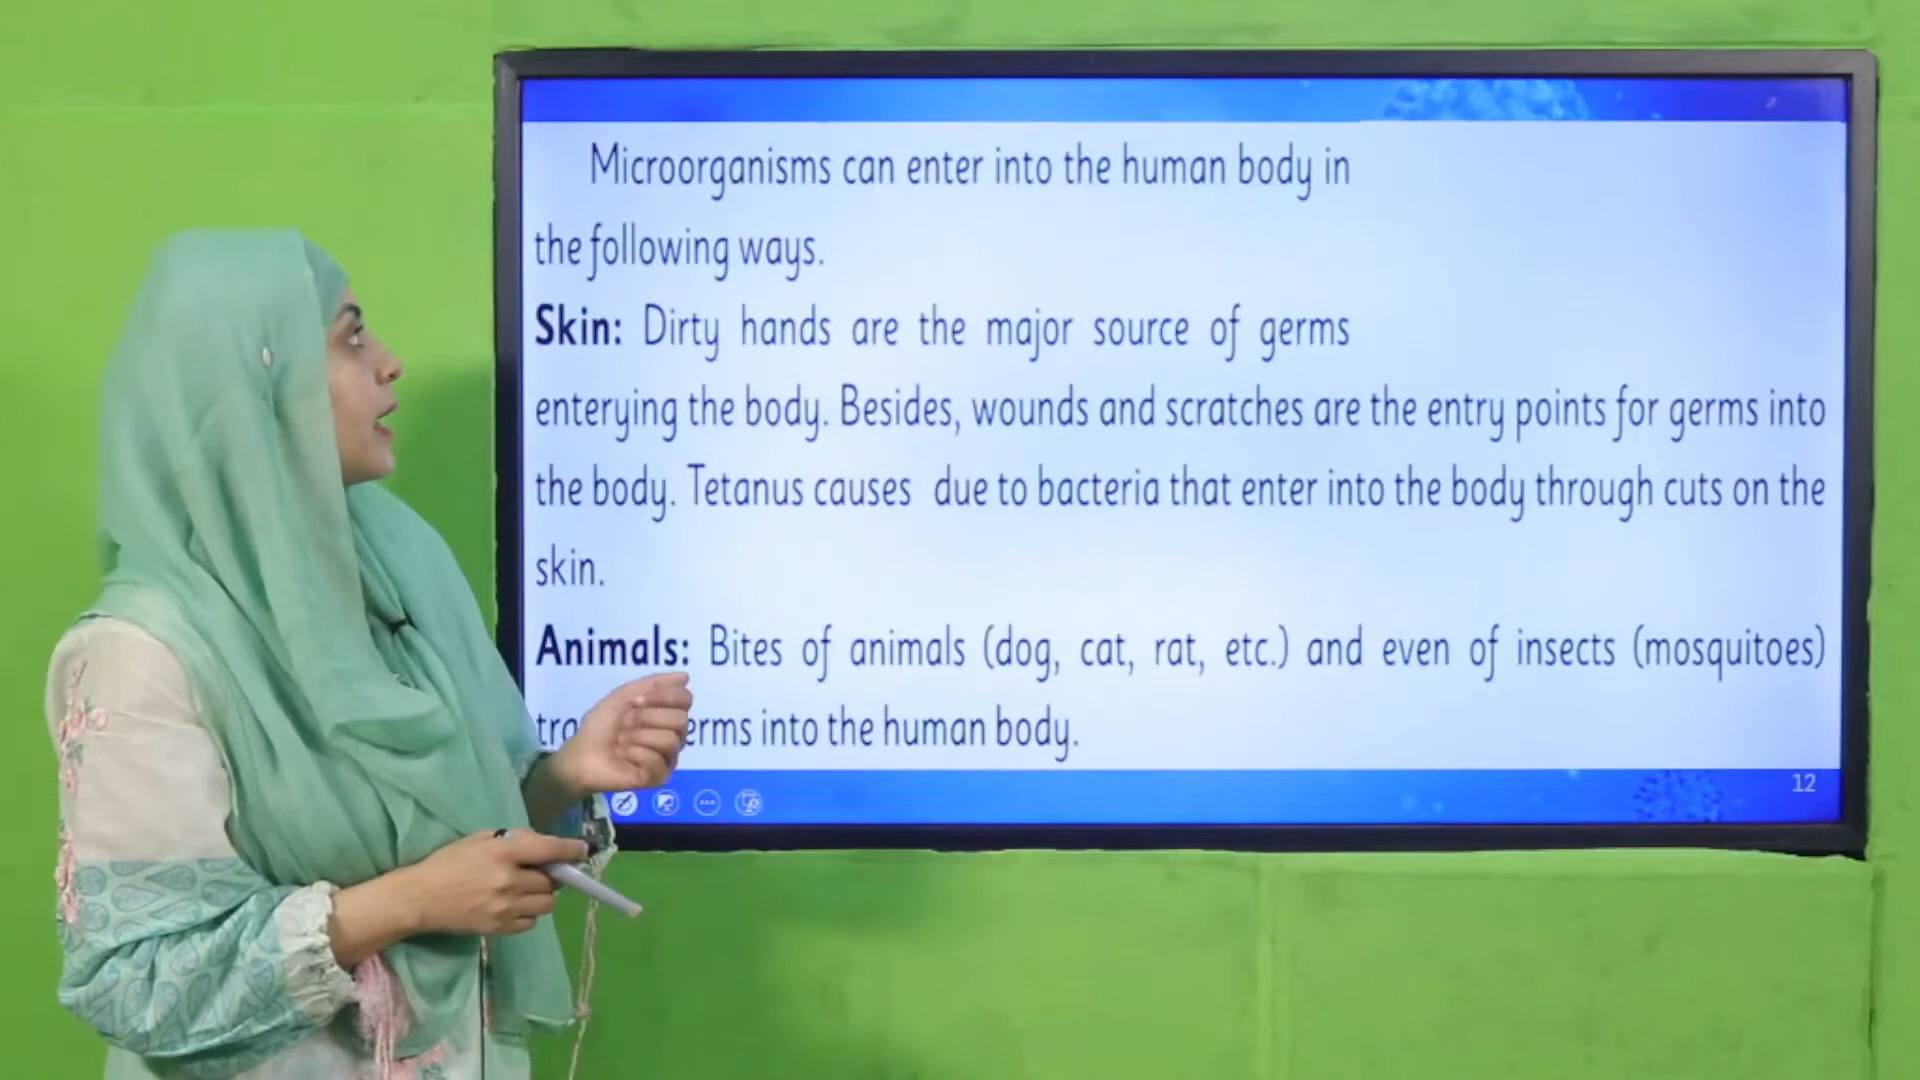 Microorganisms can enter into the human body in
the following ways.
Skin: Dirty hands are the major source of germs
enterying the body. Besides, wounds and scratches are the entry points for germs into
the body. Tetanus causes due to bacteria that enter into the body through cuts on the
skin.
Animals: Bites of animals (dog, cat, rat, etc.) and even of insects (mosquitoes)
into the human body.
12